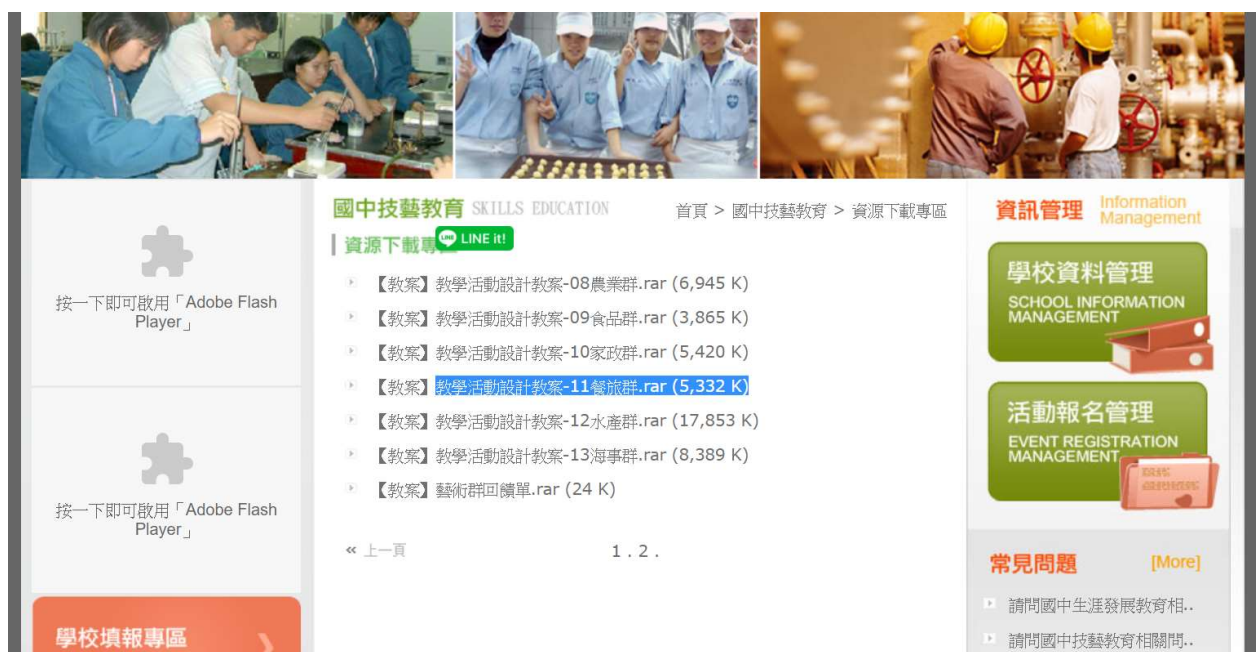 按一下即可啟用「Adobe Flash
Player」
按一下即可啟用「Adobe Flash
Player」
學校填報專區
國中技藝教育 SKILLS EDUCATION
首頁 > 國中技藝教育 > 資源下載專區
資源下載專
LINE it!
【教案】教學活動設計教案-08農業群.rar (6,945 K)
【教案】教學活動設計教案-09食品群.rar (3,865 K)
【教案】教學活動設計教案-10家政群.rar (5,420 K)
【教案】教學活動設計教案-11餐旅群.rar (5,332 K)
【教案】教學活動設計教案-12水產群.rar (17,853 K)
【教案】教學活動設計教案-13海事群.rar (8,389 K)
【教案】藝術群回饋單.rar (24 K)
« 上一頁
1 . 2 .
資訊管理 Information
Management
學校資料管理
SCHOOL INFORMATION
MANAGEMENT
活動報名管理
EVENT REGISTRATION
MANAGEMENT
常見問題 [More]
請問國中生涯發展教育相..
請問國中技藝教育相關問..